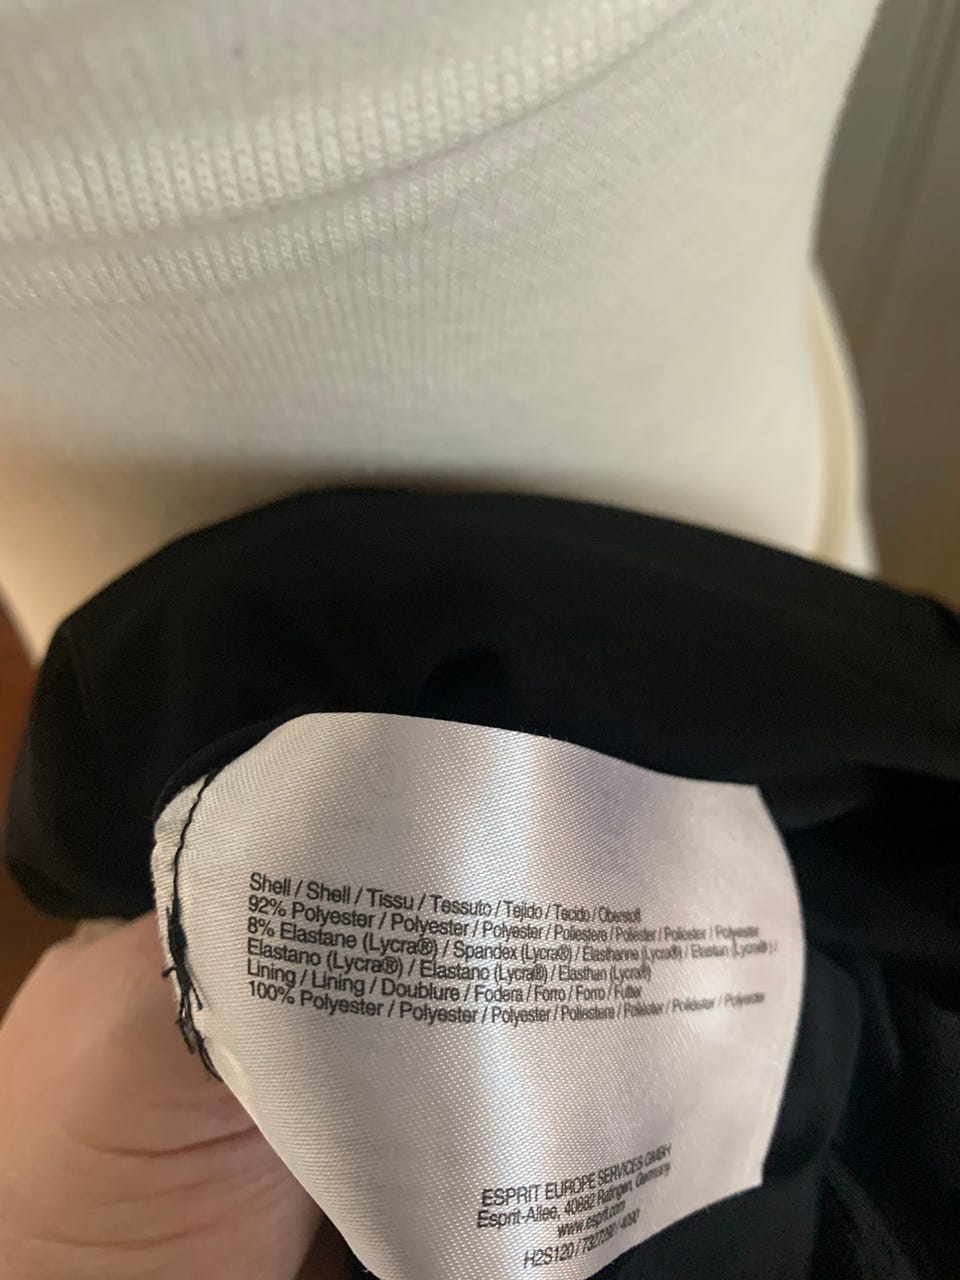 Shell / Shell / Tissu / Tessuto / Tejido / Tecido / Oberstoff
92% Polyester / Polyester / Polyester / Poliestere / Poliéster / Poliéster / Polyester
8% Elastane (Lycra®) / Spandex (Lycra®) / Elasthanne (Lycra®) / Elastan (Lycra®) /
Elastano (Lycra®) / Elastano (Lycra®) / Elasthan (Lycra®)
Lining / Lining / Doublure / Fodera / Forro / Forro / Futter
100% Polyester / Polyester / Polyester / Poliestere / Poliéster / Poliéster / Polyester
ESPRIT EUROPE SERVICES GMBH
Esprit-Allee, 40882 Ratingen, Germany
www.esprit.com
H2S120 / / 4090